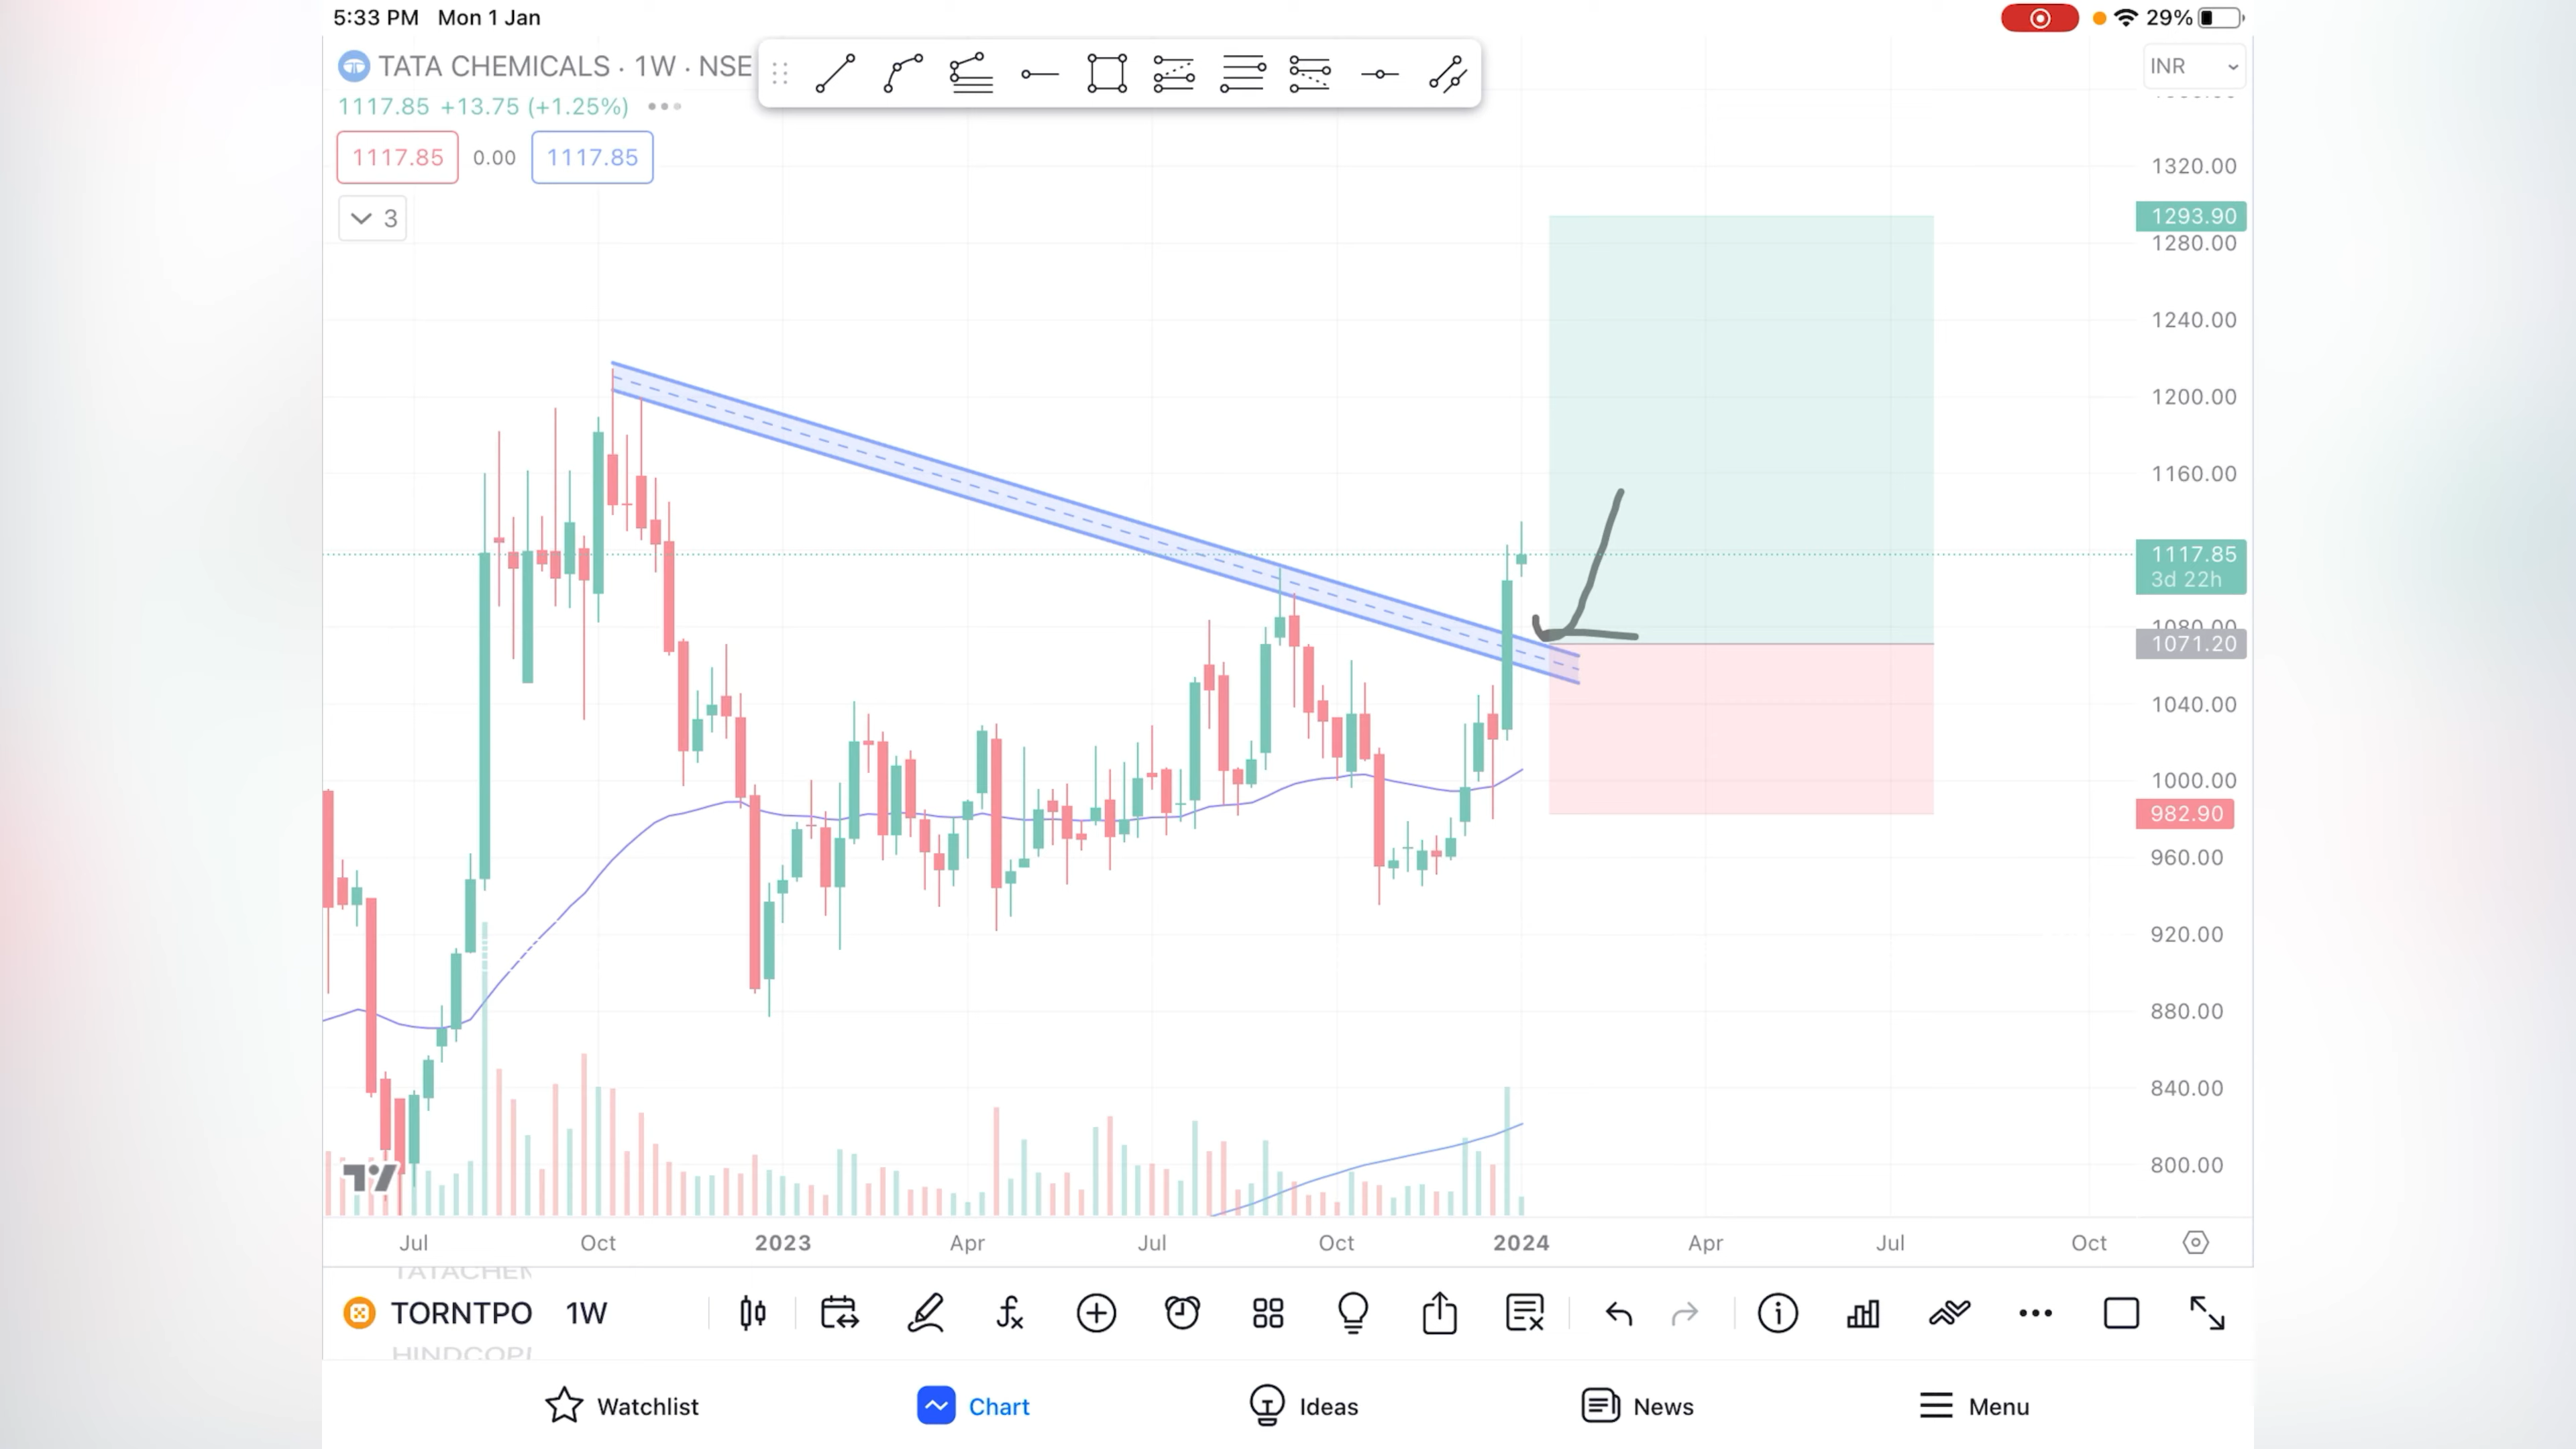 5:33 PM Mon 1 Jan
29%
TATA CHEMICALS · 1W · NSE
INR
1117.85 +13.75 (+1.25%)
1117.85 0.00 1117.85
3
1320.00
1293.90
1280.00
1240.00
1200.00
1160.00
1117.85
3d 22h
1080.00
1071.20
1040.00
1000.00
982.90
960.00
920.00
880.00
840.00
800.00
Jul Oct 2023 Apr Jul Oct 2024 Apr Jul Oct
TATACHEM
TORNTPO 1W
HINDCOPI
Watchlist Chart Ideas News Menu